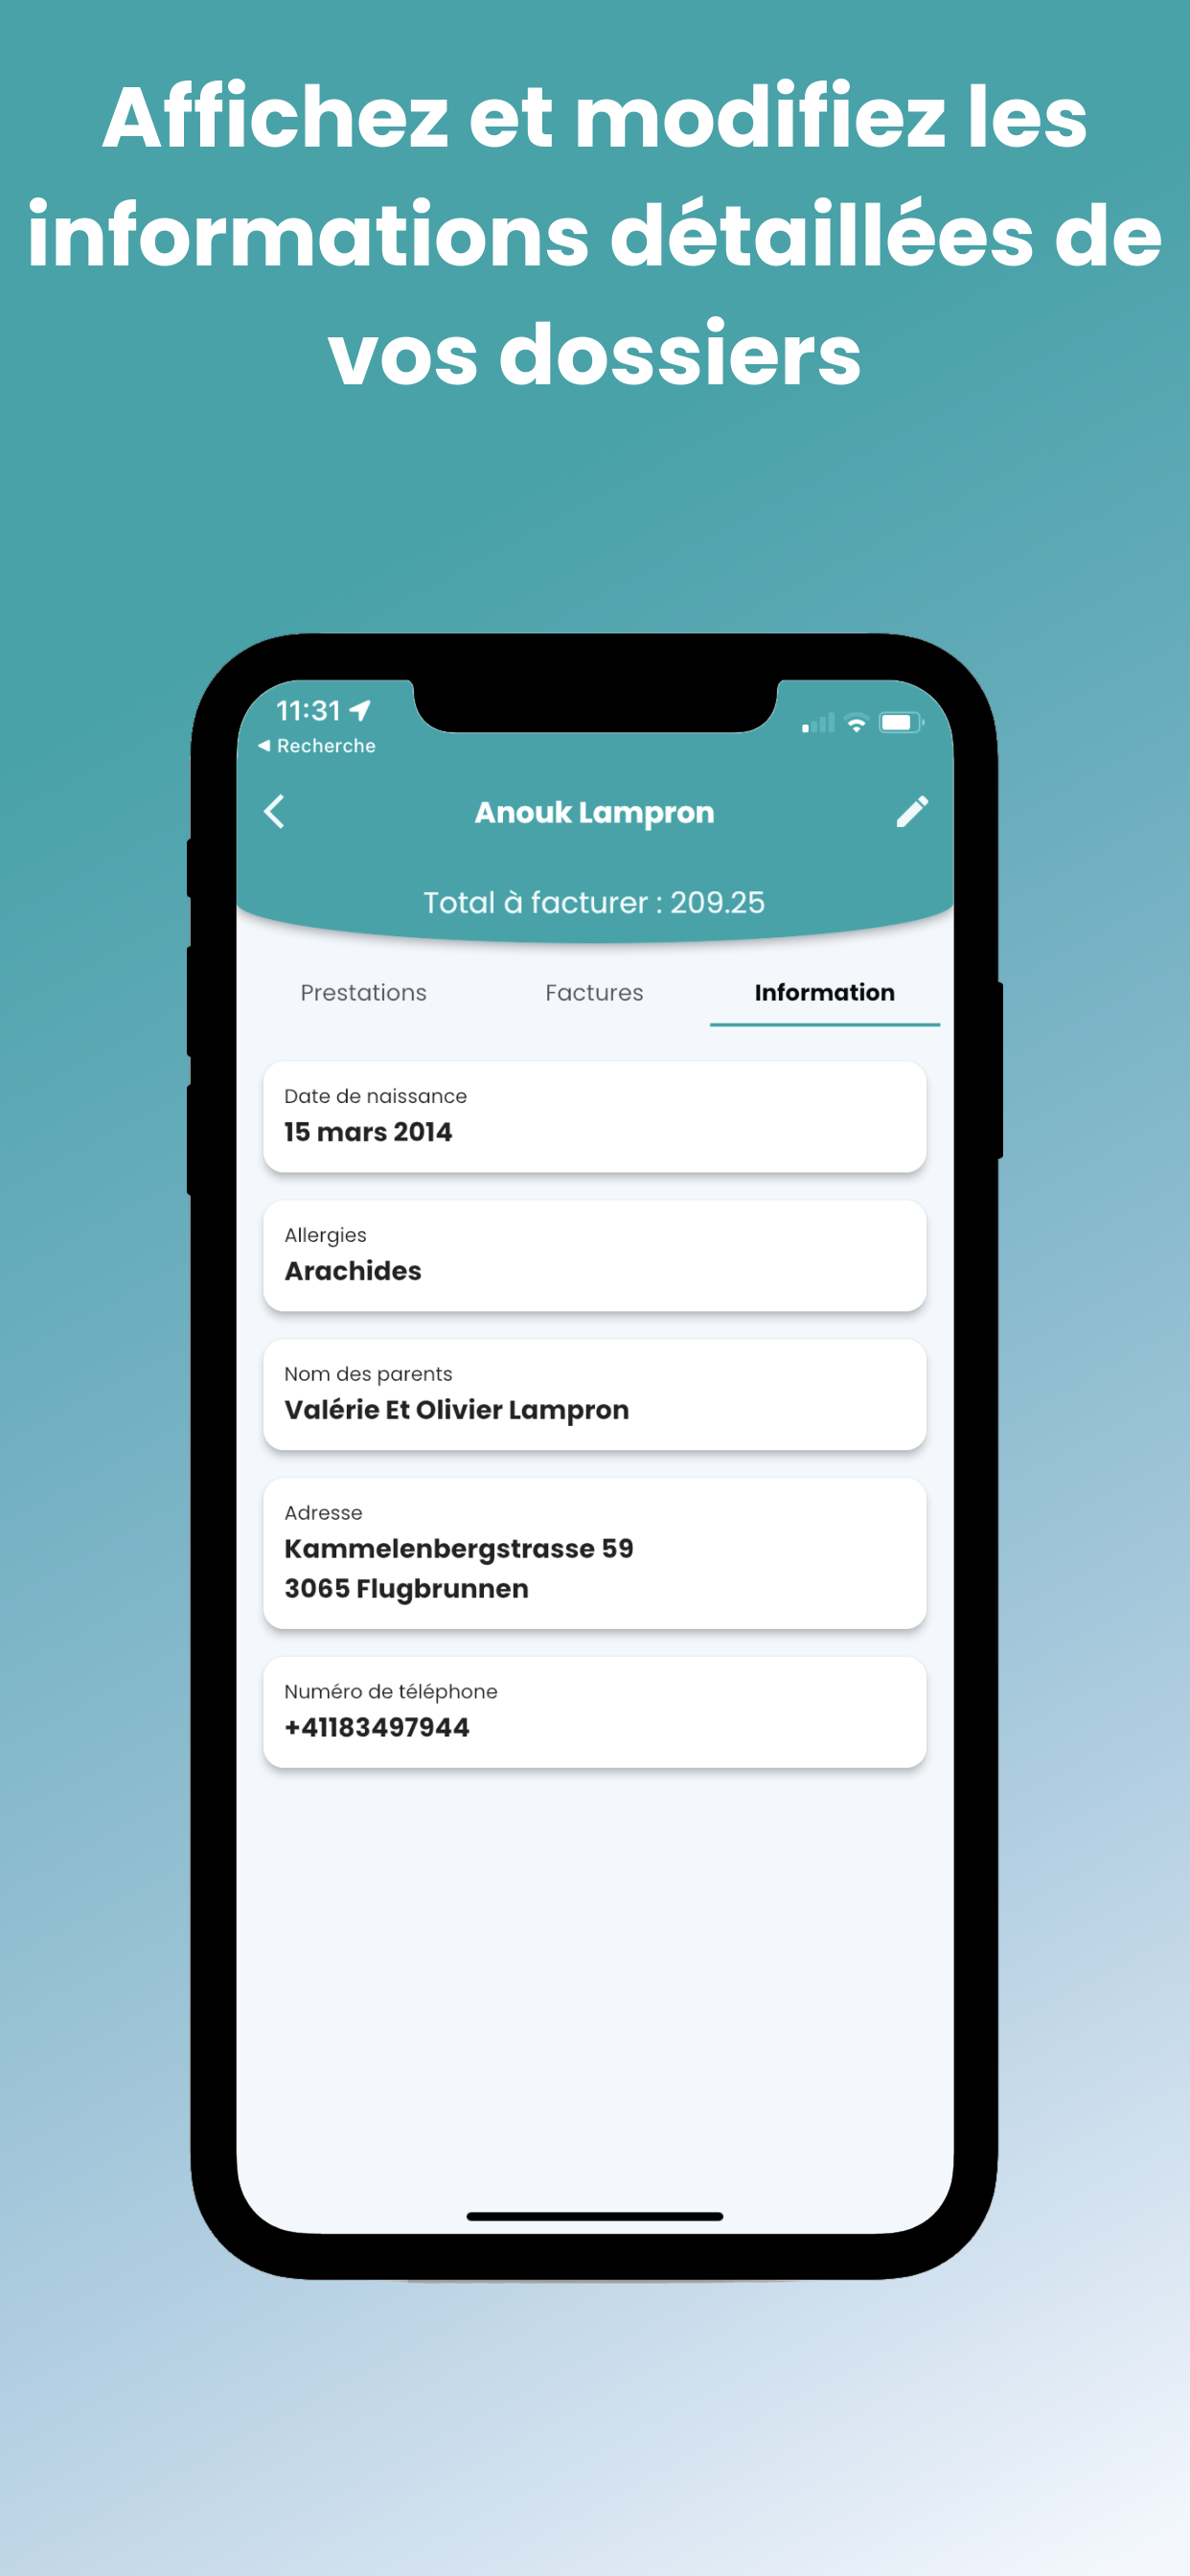 Affichez et modifiez les
informations détaillées de
vos dossiers
11:31
Recherche
Anouk Lampron
Total à facturer : 209.25
Prestations Factures Information
Date de naissance
15 mars 2014
Allergies
Arachides
Nom des parents
Valérie Et Olivier Lampron
Adresse
Kammelenbergstrasse 59
3065 Flugbrunnen
Numéro de téléphone
+41183497944